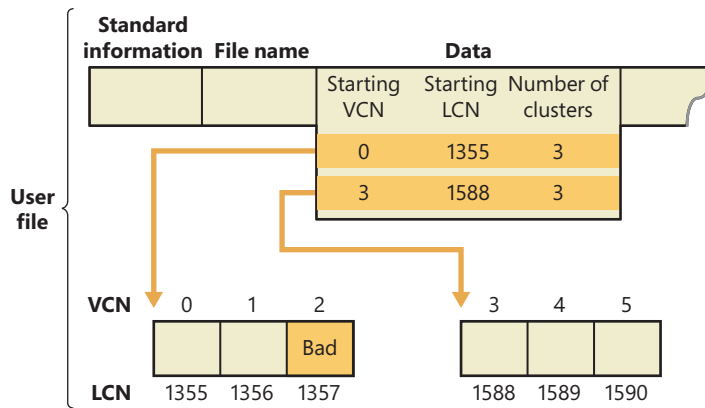 Standard
information File name Data
Starting Starting Number of
VCN LCN clusters
0 1355 3
3 1588 3
User
file
VCN 0 1 2 3 4 5
Bad
LCN 1355 1356 1357 1588 1589 1590